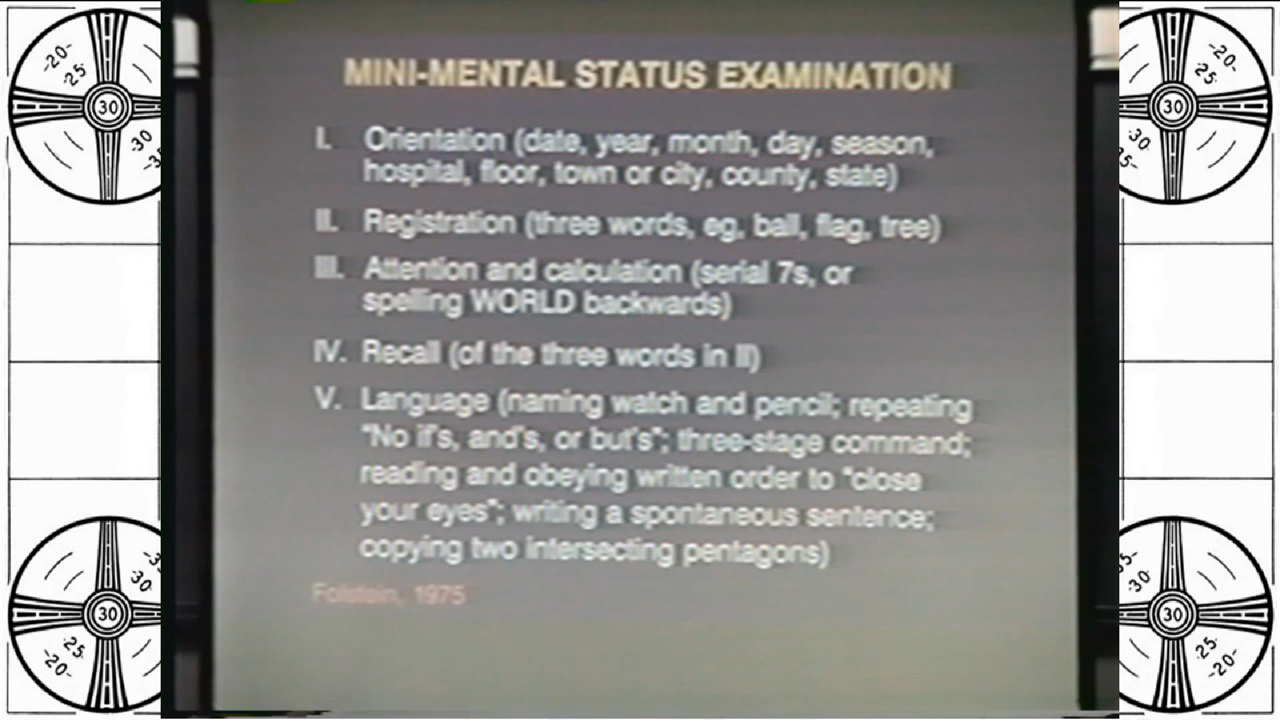 MINI-MENTAL STATUS EXAMINATION
I. Orientation (date, year, month, day, season,
hospital, floor, town or city, county, state)
II. Registration (three words, eg, ball, flag, tree)
III. Attention and calculation (serial 7s, or
spelling WORLD backwards)
IV. Recall (of the three words in II)
V. Language (naming watch and pencil; repeating
"No if's, and's, or but's"; three-stage command;
reading and obeying written order to "close
your eyes"; writing a spontaneous sentence;
copying two intersecting pentagons)
Folstein, 1975
-20-
25
30
30
-20-
25
30
30
30
30
25
-20-
30
30
25
-20-